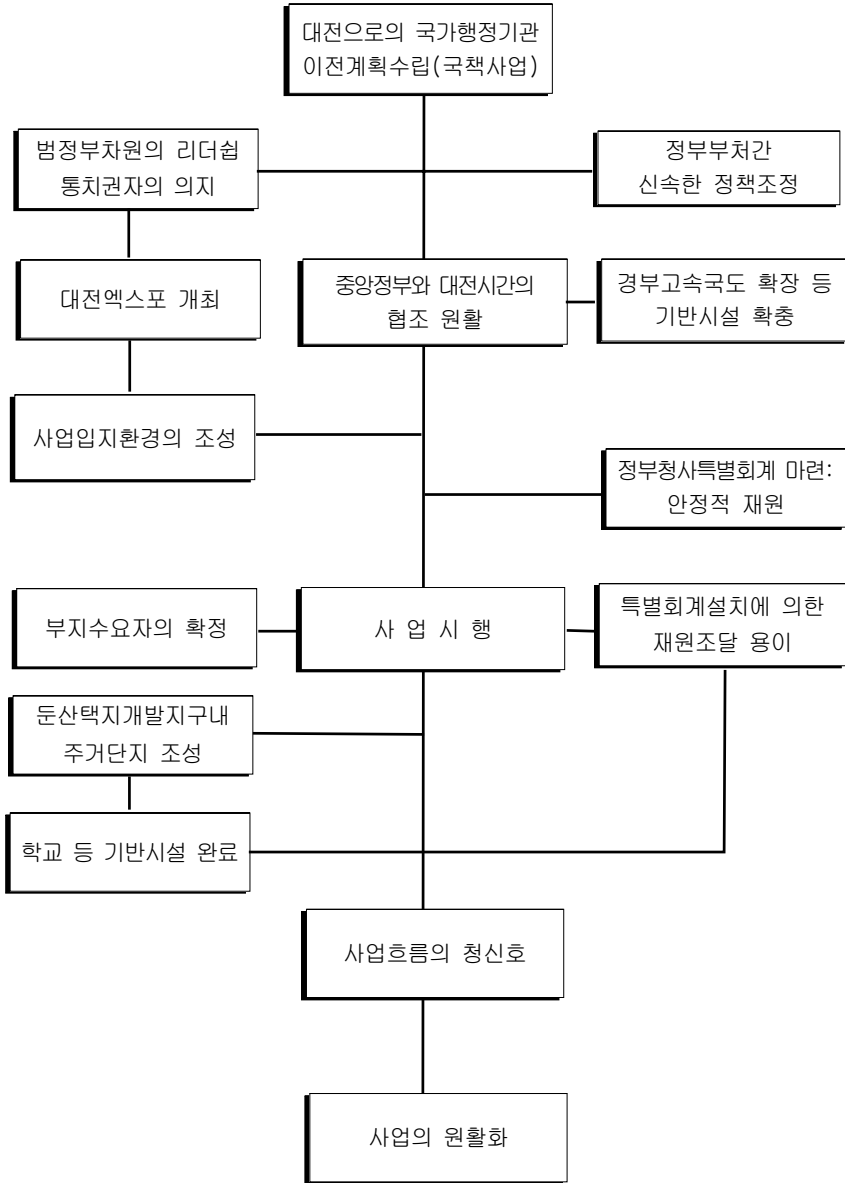 대전으로의 국가행정기관
이전계획수립(국책사업)
범정부차원의 리더쉽
통치권자의 의지
정부부처간
신속한 정책조정
대전엑스포 개최
중앙정부와 대전시간의
협조 원활
경부고속국도 확장 등
기반시설 확충
사업입지환경의 조성
정부청사특별회계 마련:
안정적 재원
부지수요자의 확정
사 업 시 행
특별회계설치에 의한
재원조달 용이
둔산택지개발지구내
주거단지 조성
학교 등 기반시설 완료
사업흐름의 청신호
사업의 원활화